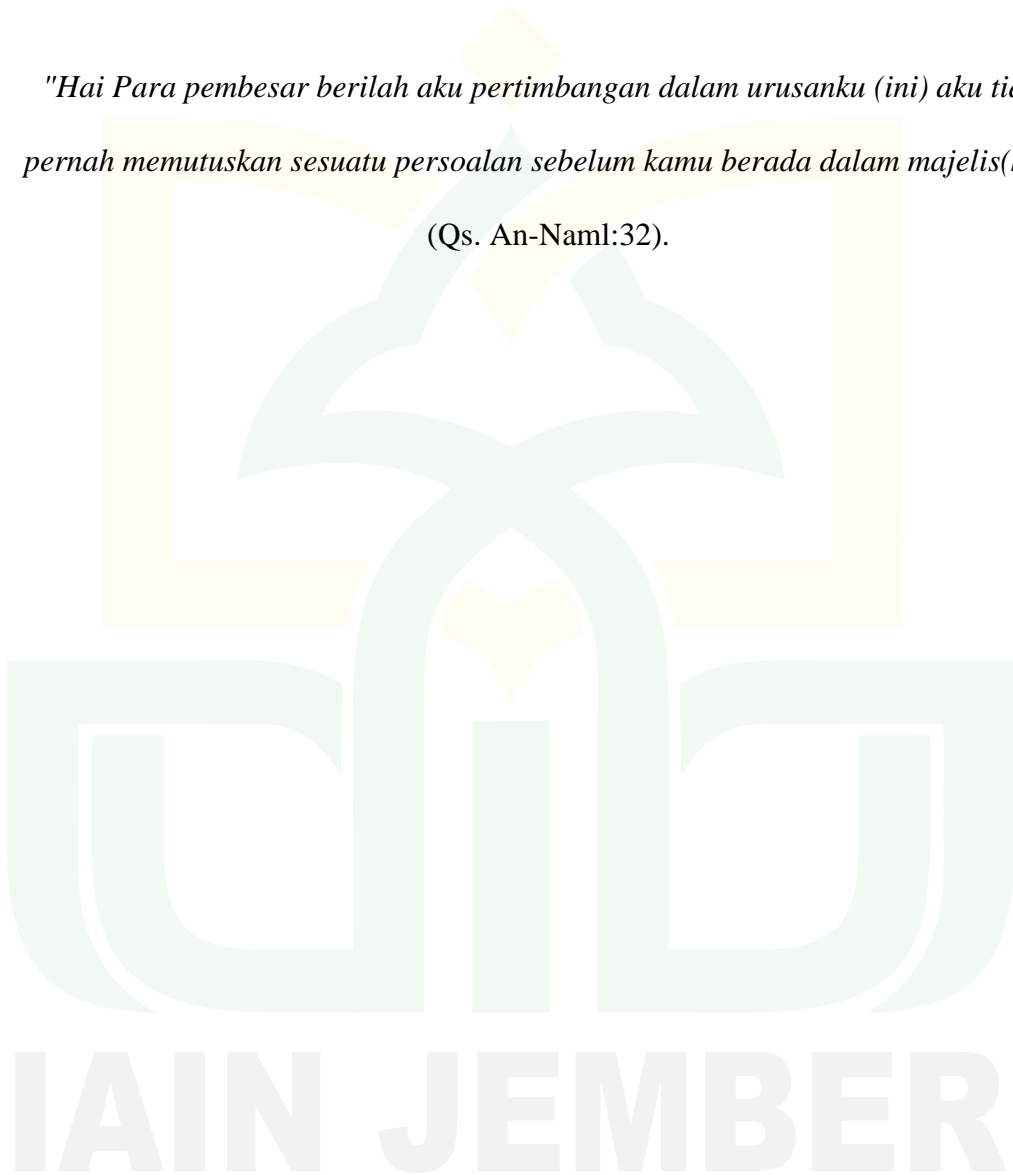 "Hai Para pembesar berilah aku pertimbangan dalam urusanku (ini) aku
pernah memutuskan sesuatu persoalan sebelum kamu berada dalam
(Qs. An-Naml:32).
IAIN JEMBER